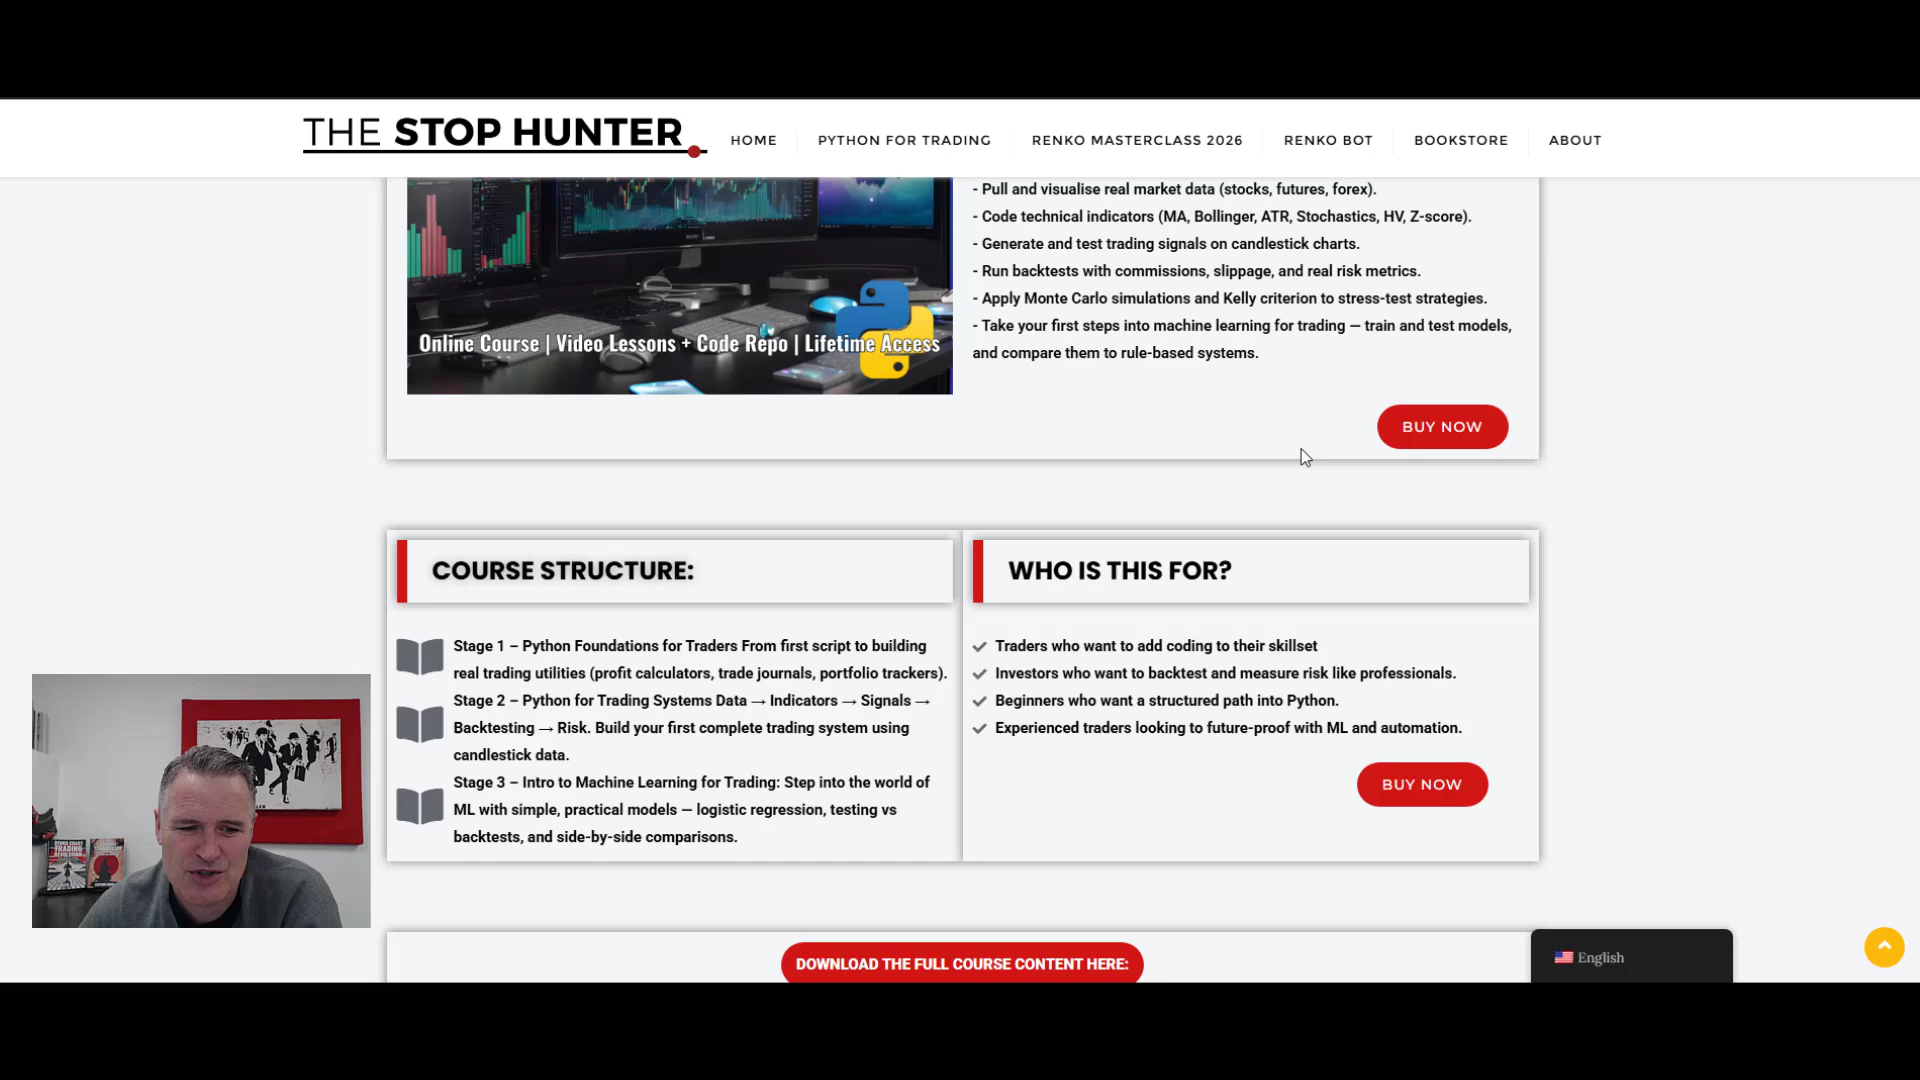 THE STOP HUNTER.
HOME
PYTHON FOR TRADING
RENKO MASTERCLASS 2026
RENKO BOT
BOOKSTORE
ABOUT
Online Course | Video Lessons + Code Repo | Lifetime Access
- Pull and visualise real market data (stocks, futures, forex).
- Code technical indicators (MA, Bollinger, ATR, Stochastics, HV, Z-score).
- Generate and test trading signals on candlestick charts.
- Run backtests with commissions, slippage, and real risk metrics.
- Apply Monte Carlo simulations and Kelly criterion to stress-test strategies.
- Take your first steps into machine learning for trading — train and test models,
and compare them to rule-based systems.
BUY NOW
COURSE STRUCTURE:
Stage 1 – Python Foundations for Traders From first script to building
real trading utilities (profit calculators, trade journals, portfolio trackers).
Stage 2 – Python for Trading Systems Data → Indicators → Signals →
Backtesting → Risk. Build your first complete trading system using
candlestick data.
Stage 3 – Intro to Machine Learning for Trading: Step into the world of
ML with simple, practical models — logistic regression, testing vs
backtests, and side-by-side comparisons.
WHO IS THIS FOR?
Traders who want to add coding to their skillset
Investors who want to backtest and measure risk like professionals.
Beginners who want a structured path into Python.
Experienced traders looking to future-proof with ML and automation.
BUY NOW
DOWNLOAD THE FULL COURSE CONTENT HERE:
English